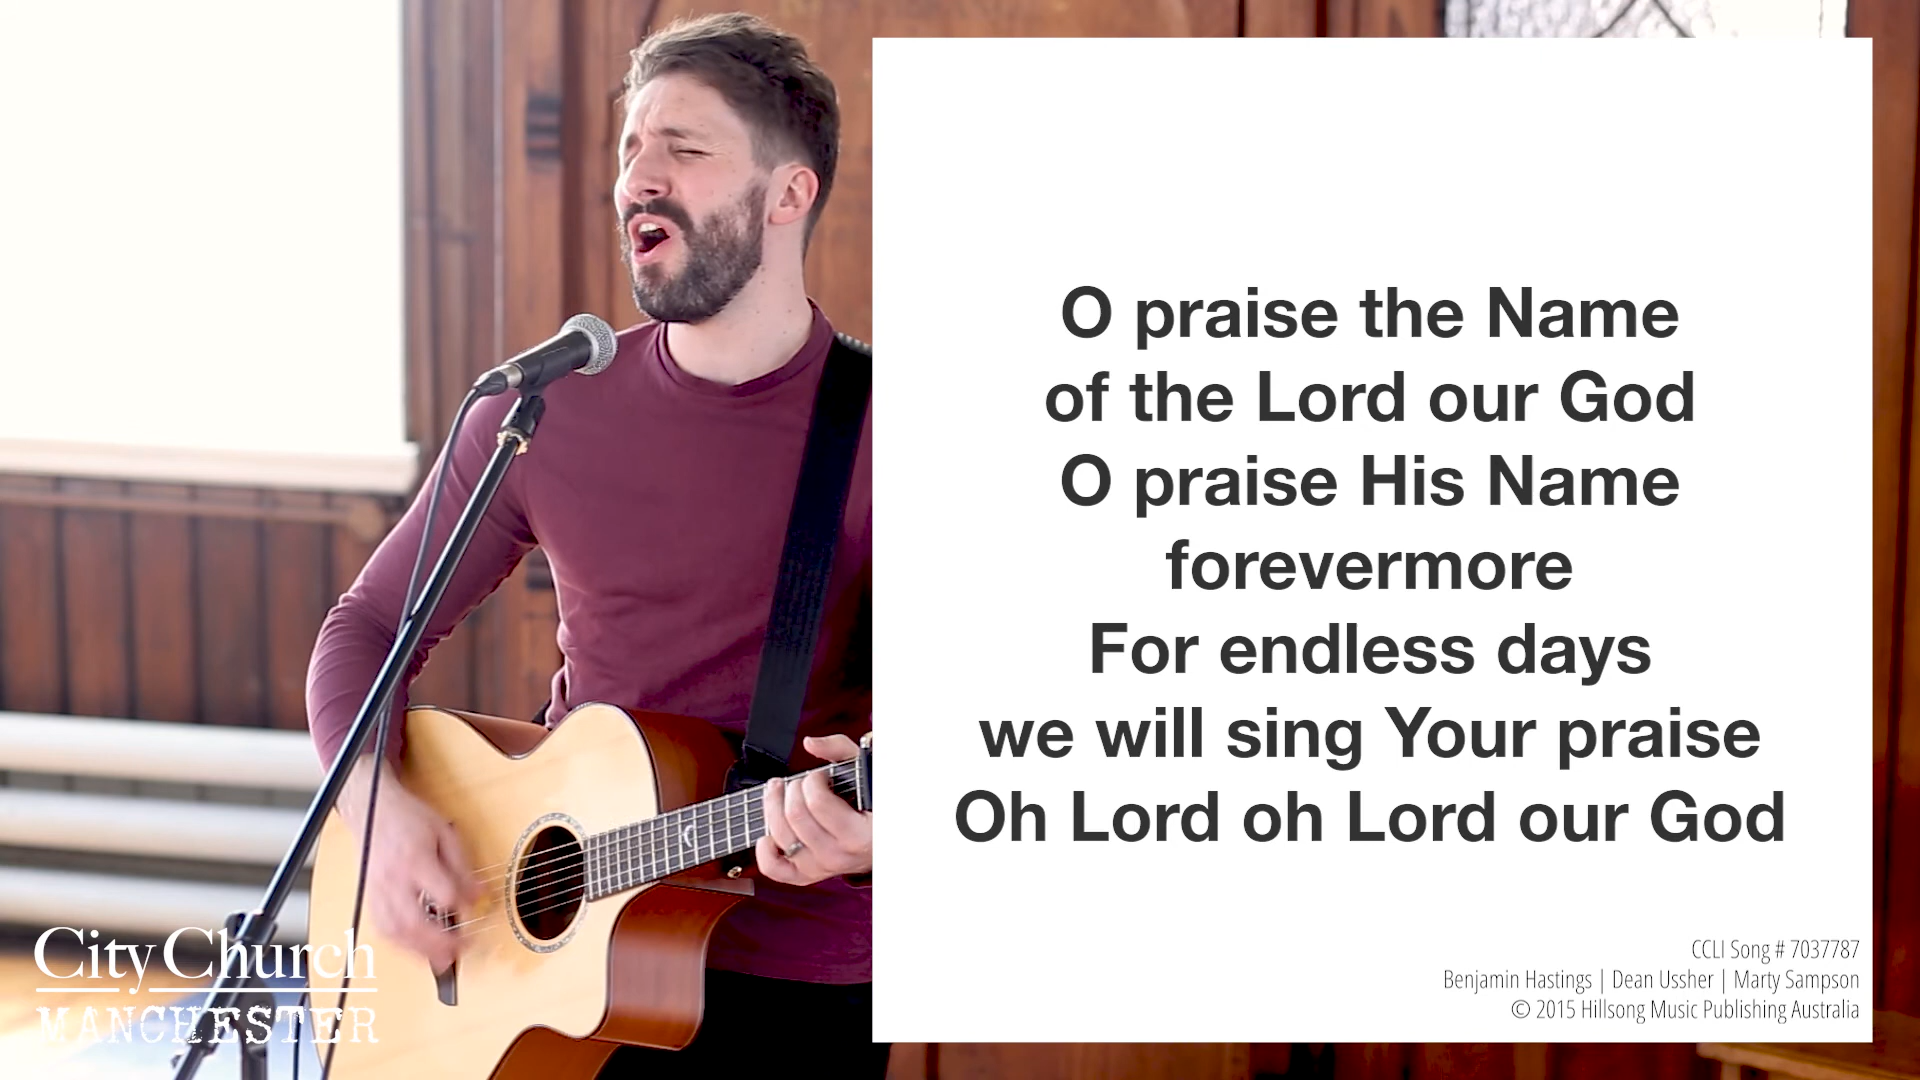 O praise the Name
of the Lord our God
O praise His Name
forevermore
For endless days
we will sing Your praise
Oh Lord oh Lord our God
CCLI Song # 7037787
Benjamin Hastings | Dean Ussher | Marty Sampson
© 2015 Hillsong Music Publishing Australia
City Church
MANCHESTER